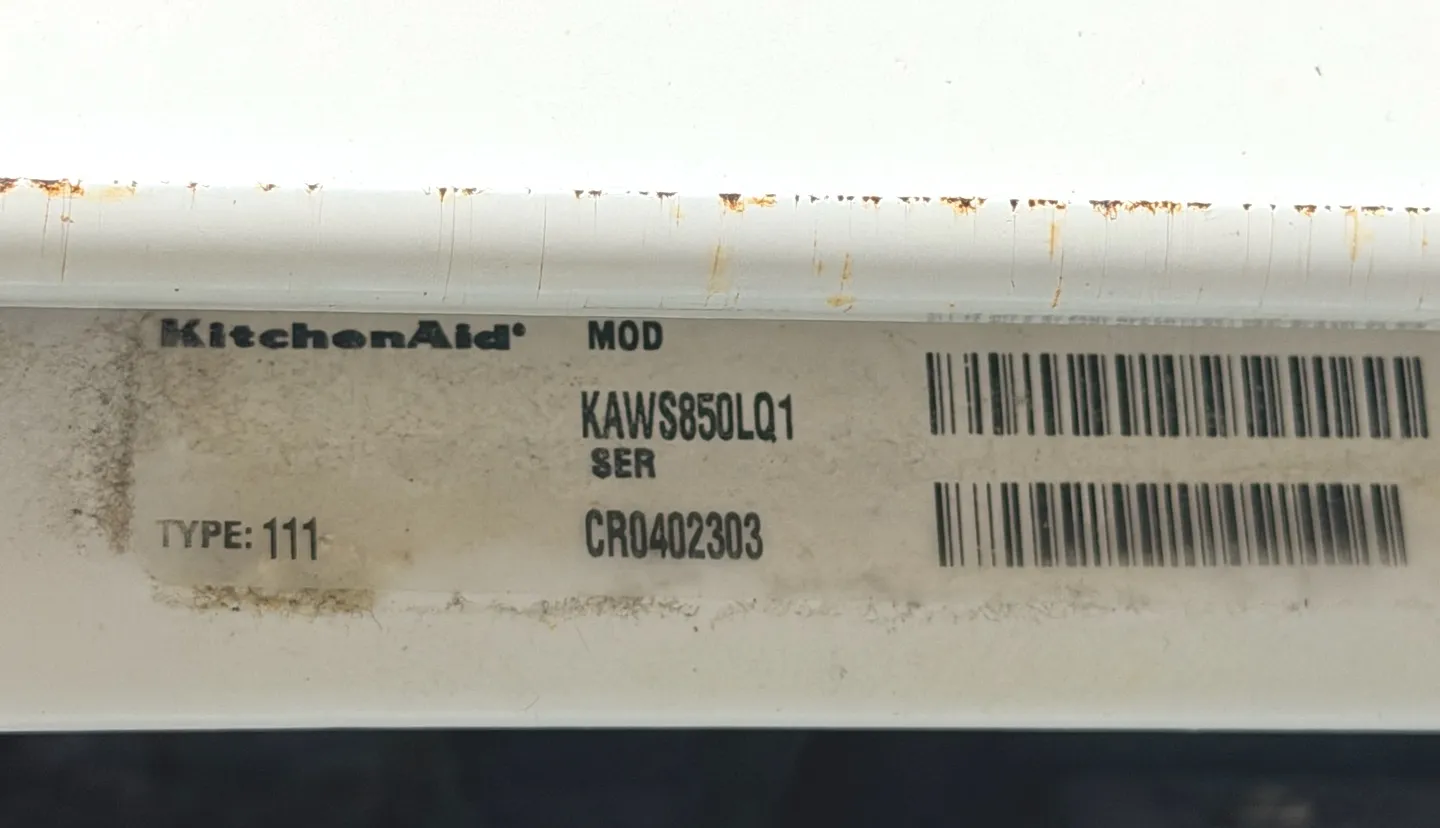 KitchenAid® MOD
KAWS850LQ1
SER
TYPE: 111 CR0402303